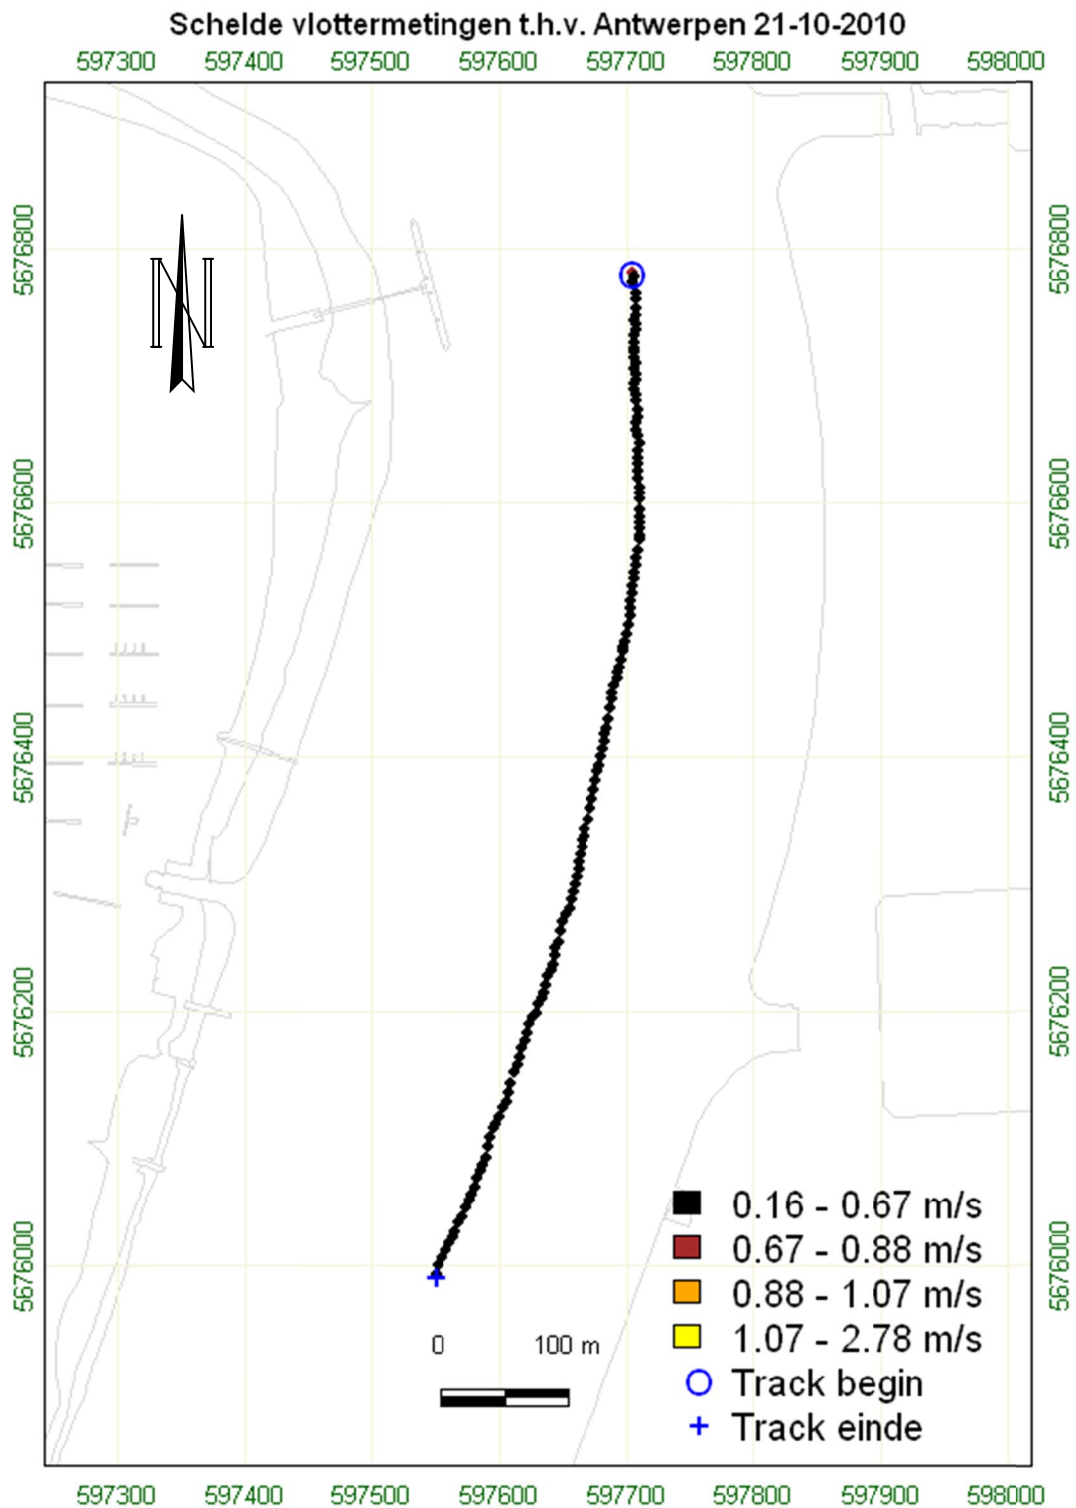 Schelde vlottermetingen t.h.v. Antwerpen 21-10-2010
597300 597400 597500 597600 597700 597800 597900 598000
5676800 5676800
N
5676600 5676600
5676400 5676400
5676200 5676200
5676000 5676000
0.16 - 0.67 m/s
0.67 - 0.88 m/s
0.88 - 1.07 m/s
1.07 - 2.78 m/s
Track begin
Track einde
0 100 m
597300 597400 597500 597600 597700 597800 597900 598000